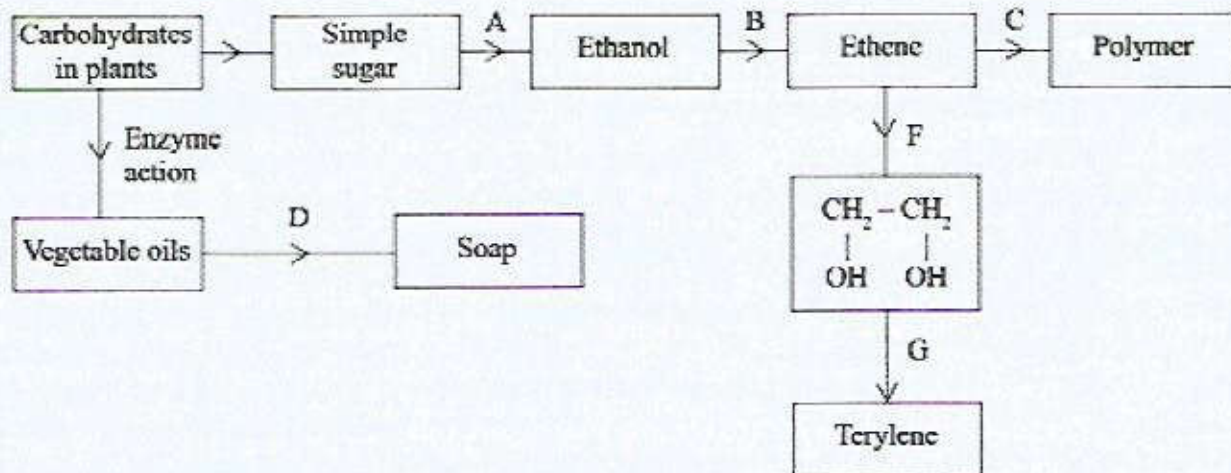 Carbohydrates
in plants
Simple
sugar
A
Ethanol
B
Ethene
C
Polymer
Enzyme
action
F
Vegetable oils
D
Soap
CH₂ – CH₂
OH OH
G
Terylene